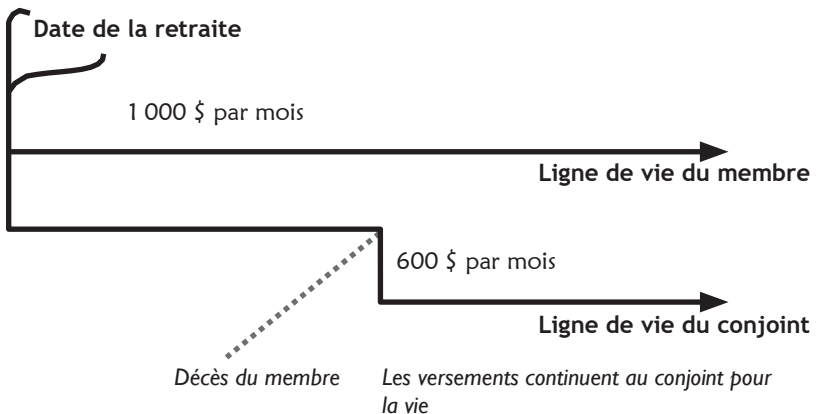 Date de la retraite
1 000 $ par mois
Ligne de vie du membre
600 $ par mois
Ligne de vie du conjoint
Décès du membre
Les versements continuent au conjoint pour
la vie